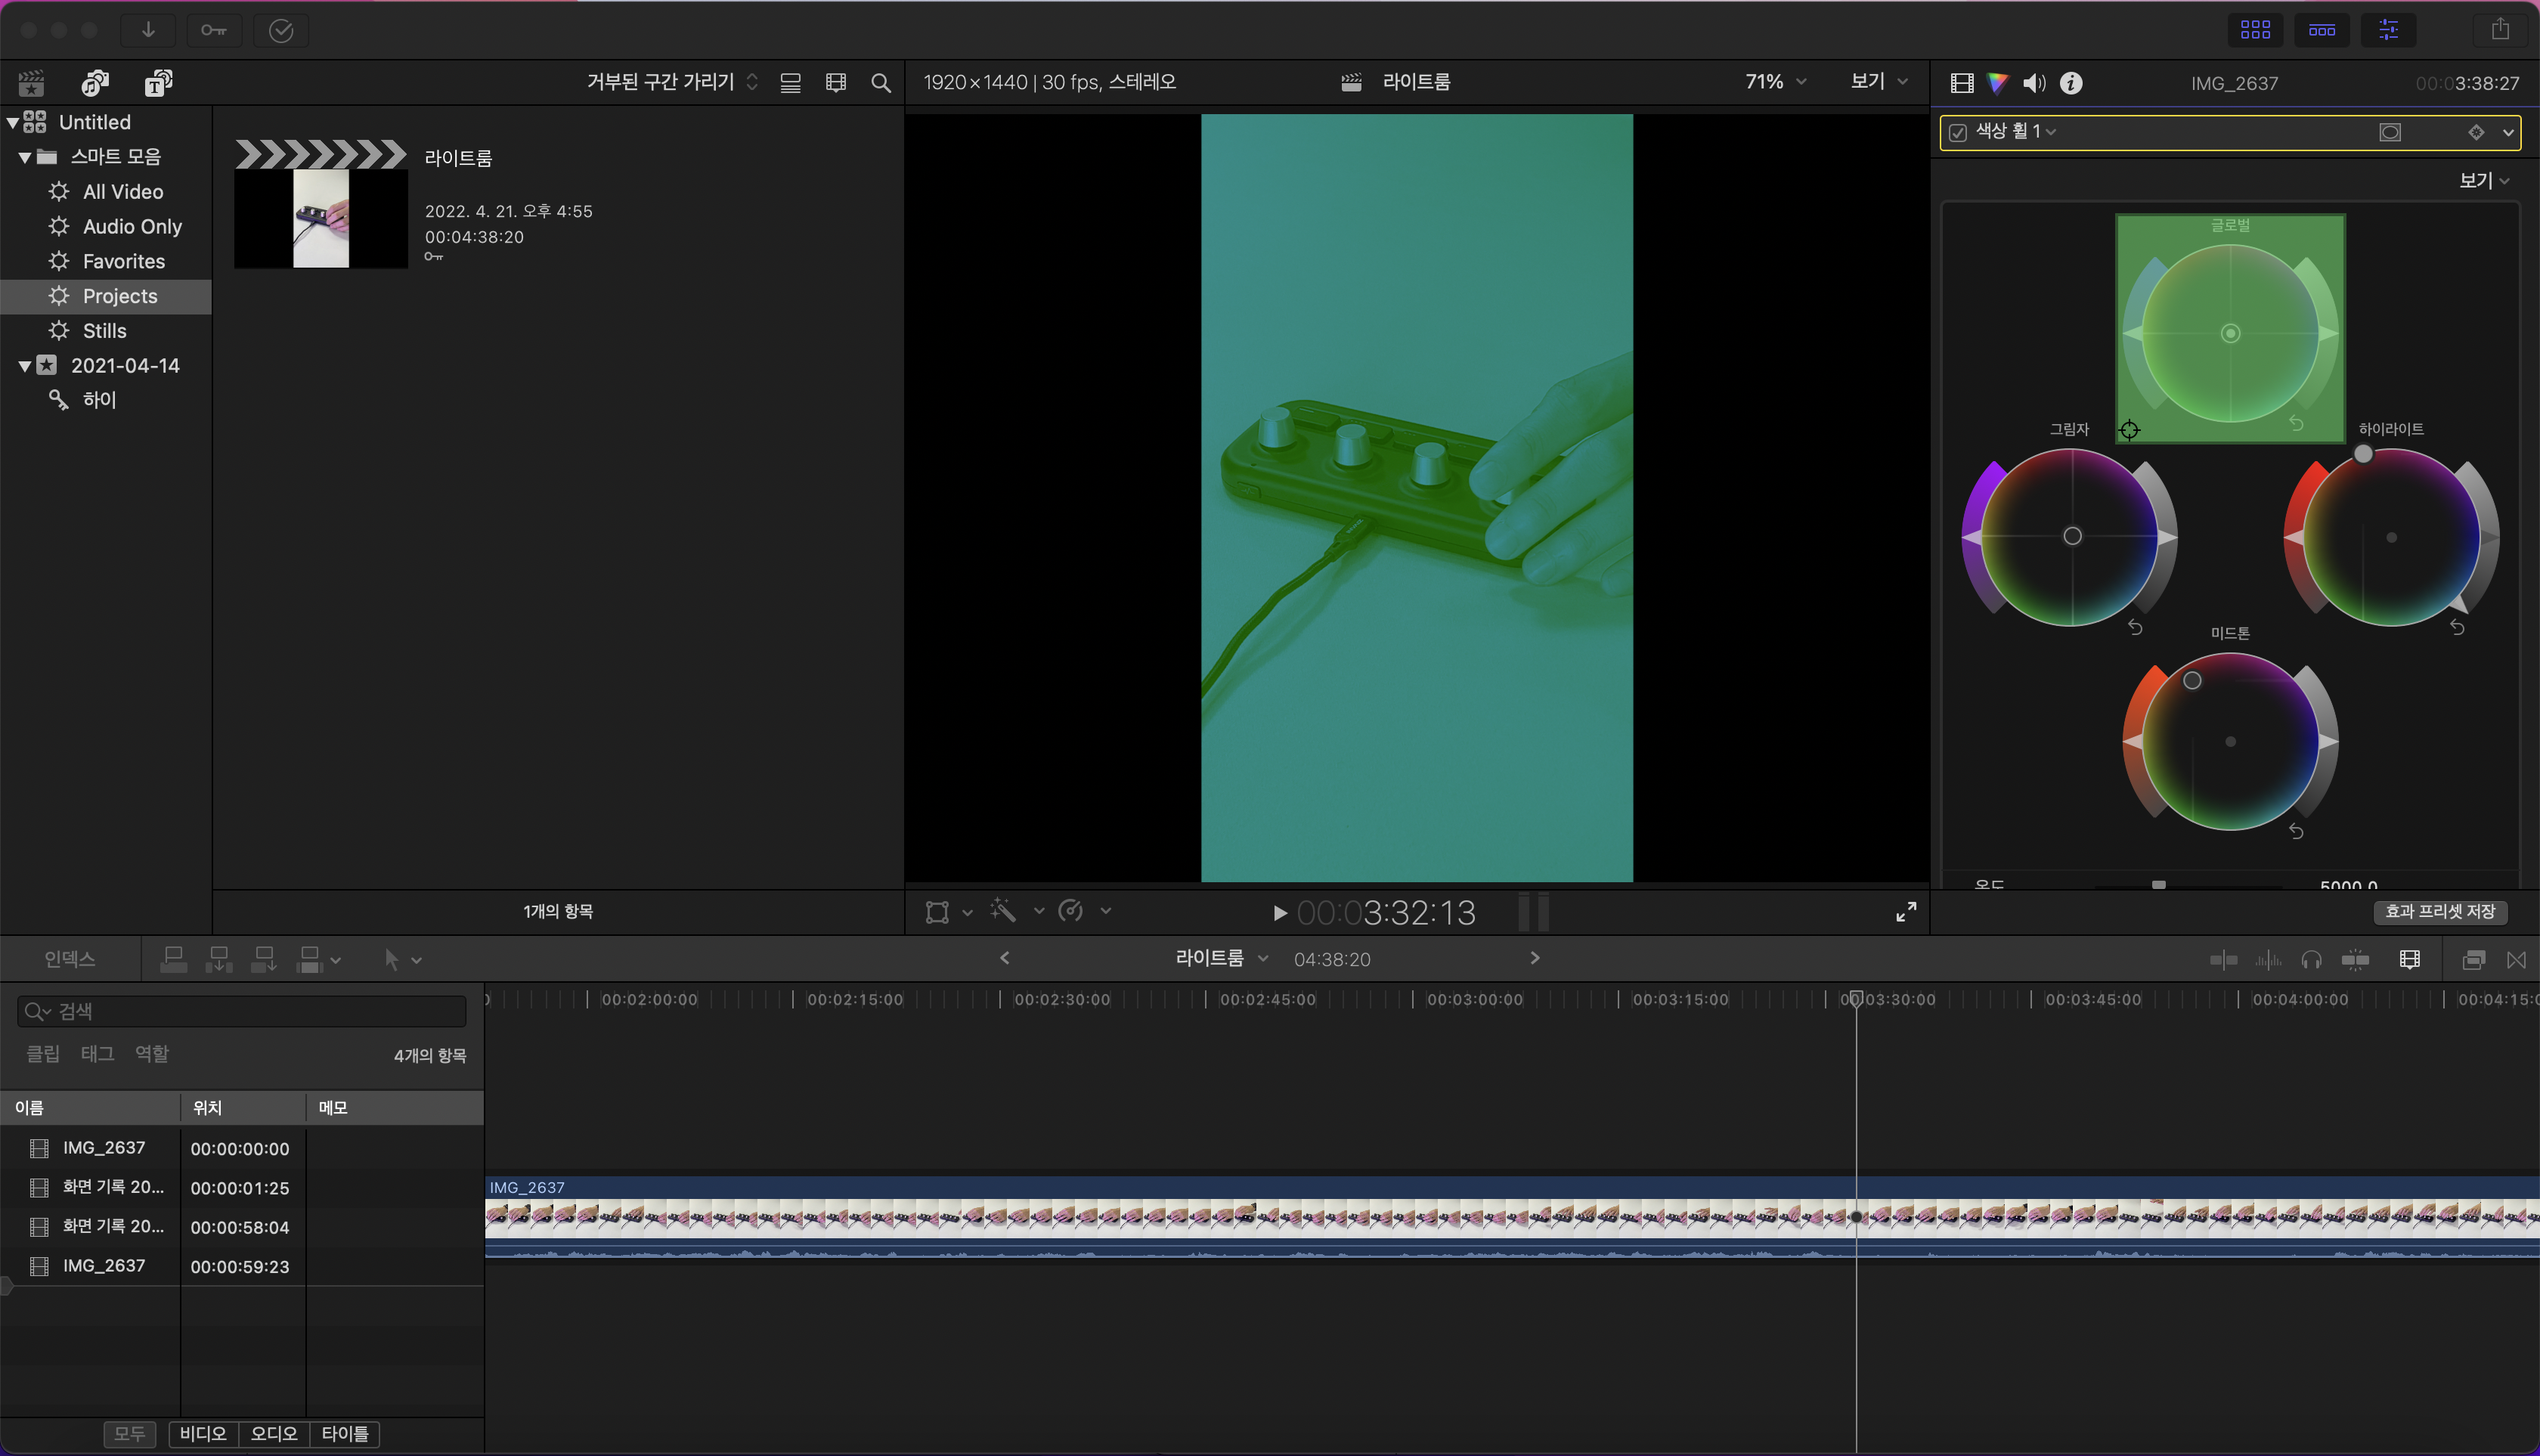 거부된 구간 가리기
1920×1440 | 30 fps, 스테레오
라이트룸
71%
보기
IMG_2637
00:03:38:27
Untitled
스마트 모음
All Video
Audio Only
Favorites
Projects
Stills
2021-04-14
하이
라이트룸
2022. 4. 21. 오후 4:55
00:04:38:20
1개의 항목
색상 휠 1
보기
글로벌
그림자
하이라이트
미드톤
온도
5000.0
효과 프리셋 저장
00:03:32:13
인덱스
라이트룸
04:38:20
검색
클립 태그 역할
4개의 항목
이름 위치 메모
IMG_2637 00:00:00:00
화면 기록 20... 00:00:01:25
화면 기록 20... 00:00:58:04
IMG_2637 00:00:59:23
모두 비디오 오디오 타이틀
00:02:00:00 00:02:15:00 00:02:30:00 00:02:45:00 00:03:00:00 00:03:15:00 00:03:30:00 00:03:45:00 00:04:00:00 00:04:15:0
IMG_2637